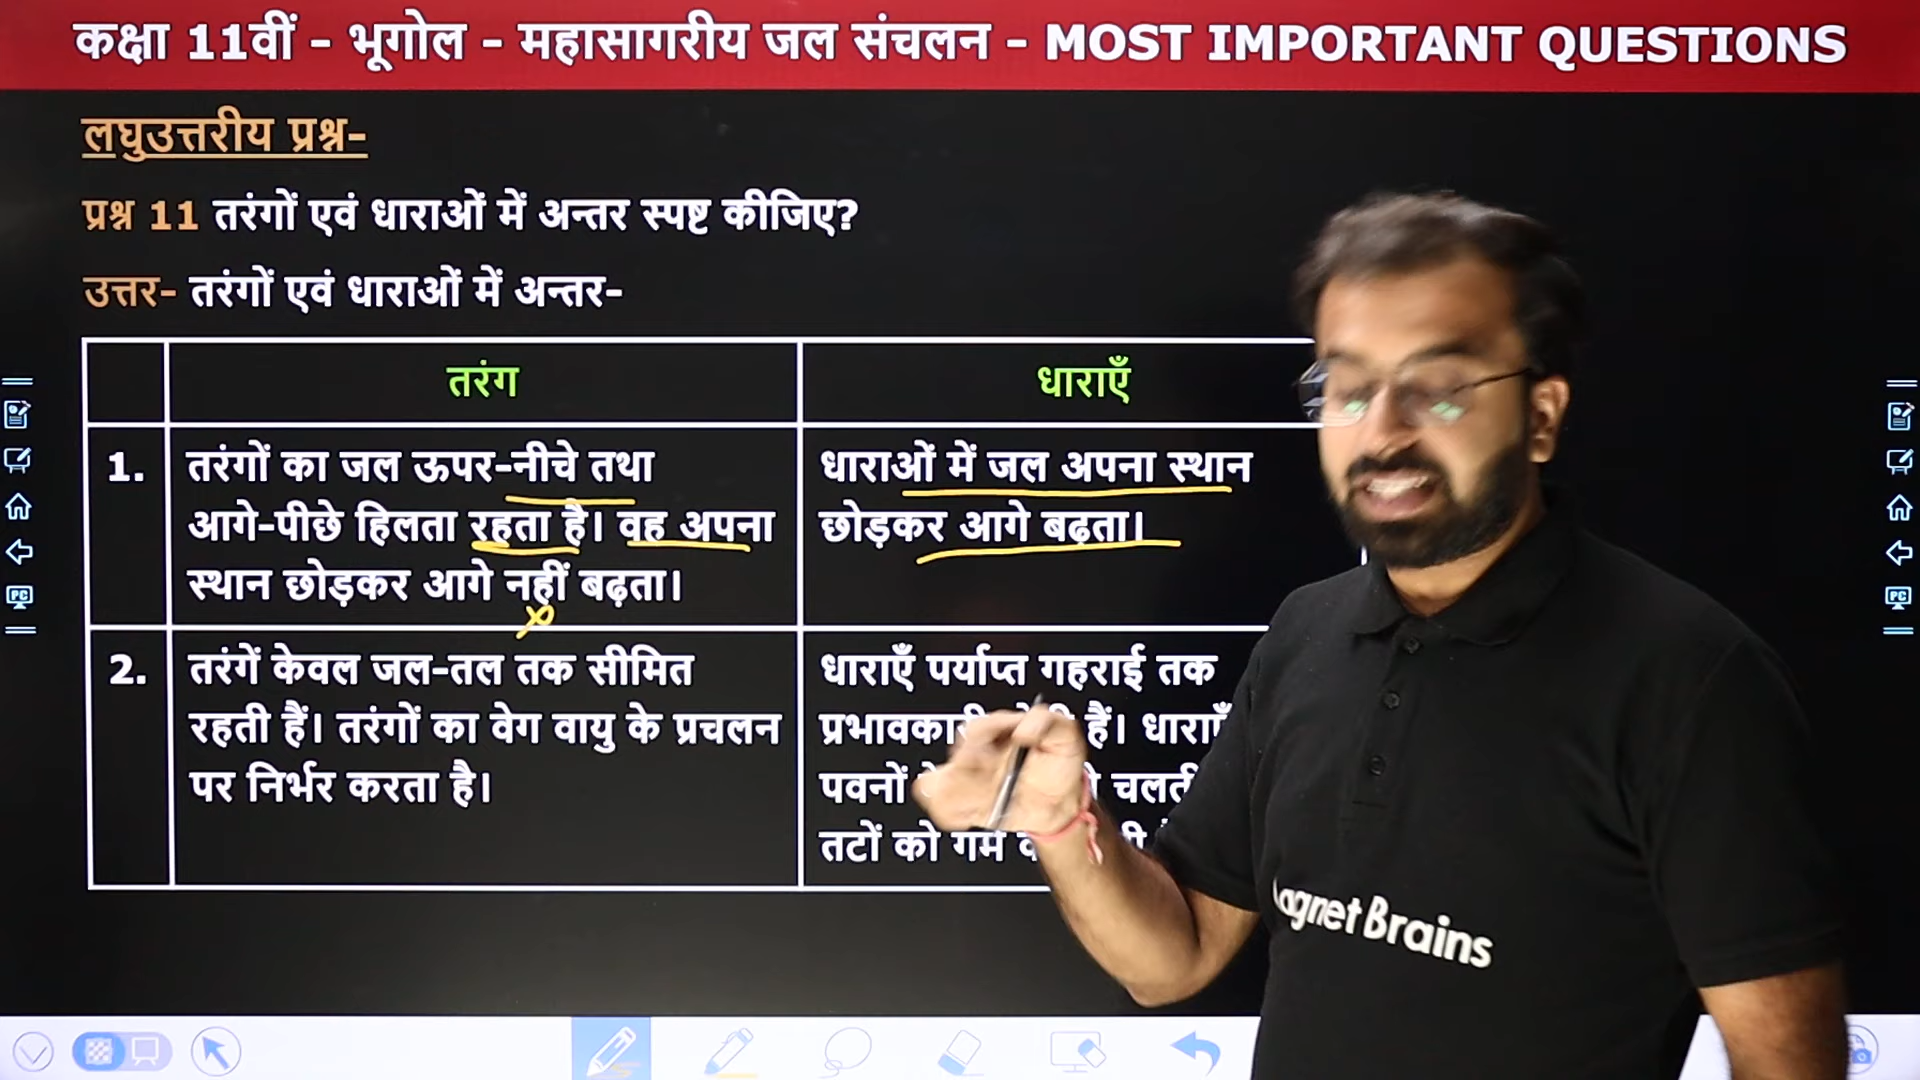 कक्षा 11वीं - भूगोल - महासागरीय जल संचलन - MOST IMPORTANT QUESTIONS
लघुउत्तरीय प्रश्न-
प्रश्न 11 तरंगों एवं धाराओं में अन्तर स्पष्ट कीजिए?
उत्तर- तरंगों एवं धाराओं में अन्तर-
तरंग
धाराएँ
1.
तरंगों का जल ऊपर-नीचे तथा
आगे-पीछे हिलता रहता है। वह अपना
स्थान छोड़कर आगे नहीं बढ़ता।
धाराओं में जल अपना स्थान
छोड़कर आगे बढ़ता।
2.
तरंगें केवल जल-तल तक सीमित
रहती हैं। तरंगों का वेग वायु के प्रचलन
पर निर्भर करता है।
धाराएँ पर्याप्त गहराई तक
हैं। धाराएँ
पवनों
तटों को गर्म
Brains
PC
PC